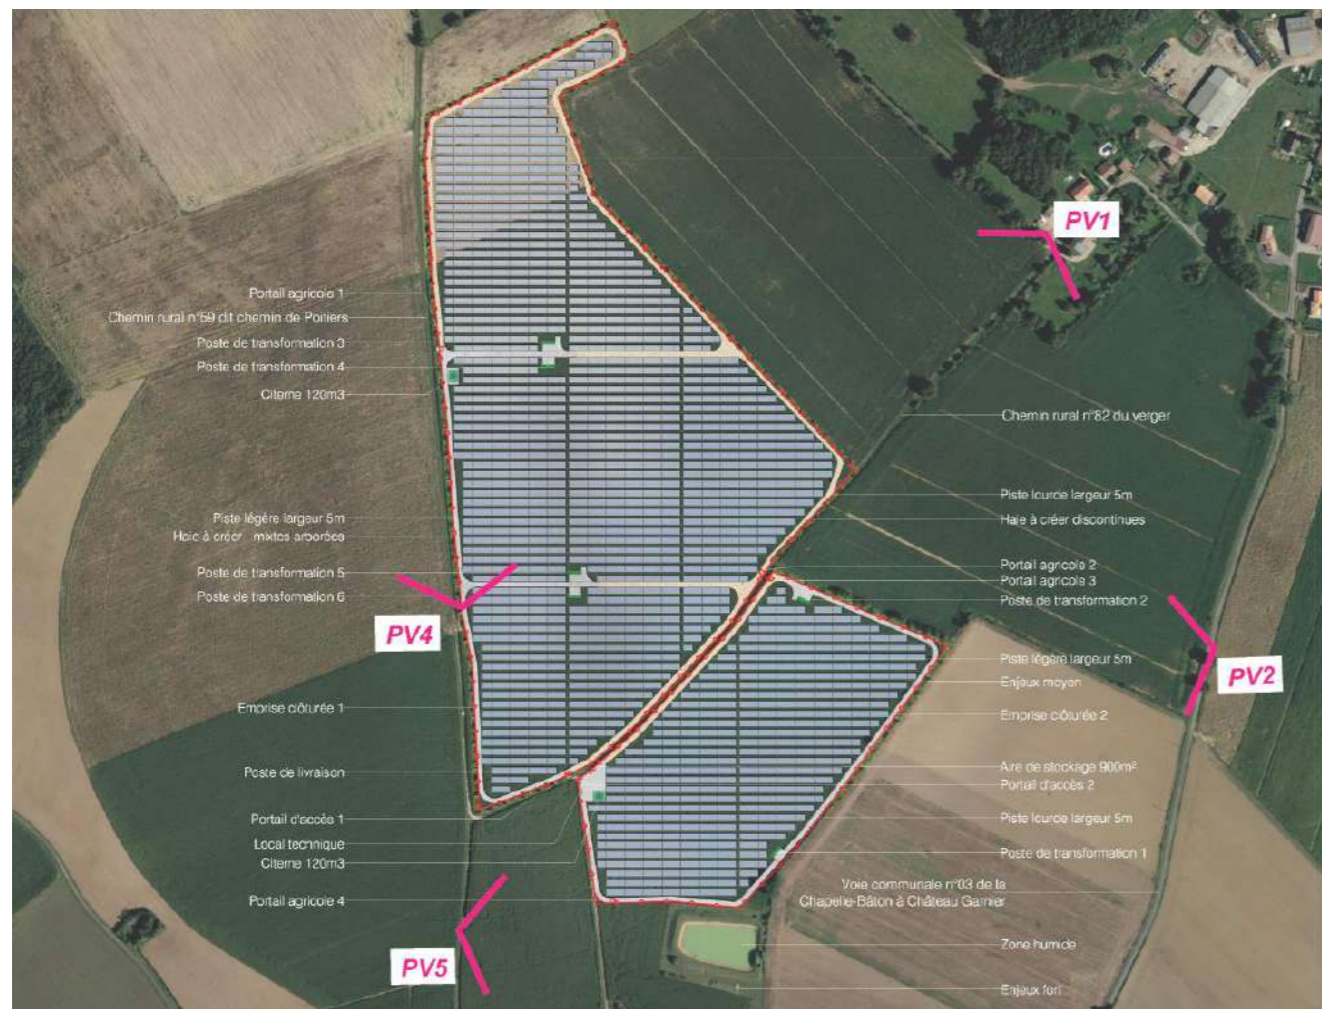 PV1
Portail agricole 1
Chemin rural n°59 dit chemin de Poitiers
Poste de transformation 3
Poste de transformation 4
Citerne 120m3
Chemin rural n°82 du verger
Piste lourde largeur 5m
Haie à créer discontinues
Piste légère largeur 5m
Haie à créer mixtes arborées
Poste de transformation 5
Poste de transformation 6
Portail agricole 2
Portail agricole 3
Poste de transformation 2
PV4
Piste légère largeur 5m
Enjeux moyen
PV2
Emprise clôturée 1
Emprise clôturée 2
Poste de livraison
Aire de stockage 900m²
Portail d'accès 2
Portail d'accès 1
Piste lourde largeur 5m
Local technique
Citerne 120m3
Poste de transformation 1
Portail agricole 4
Voie communale n°03 de la
Chapelle-Bâton à Château Garnier
Zone humide
PV5
Enjeux fort